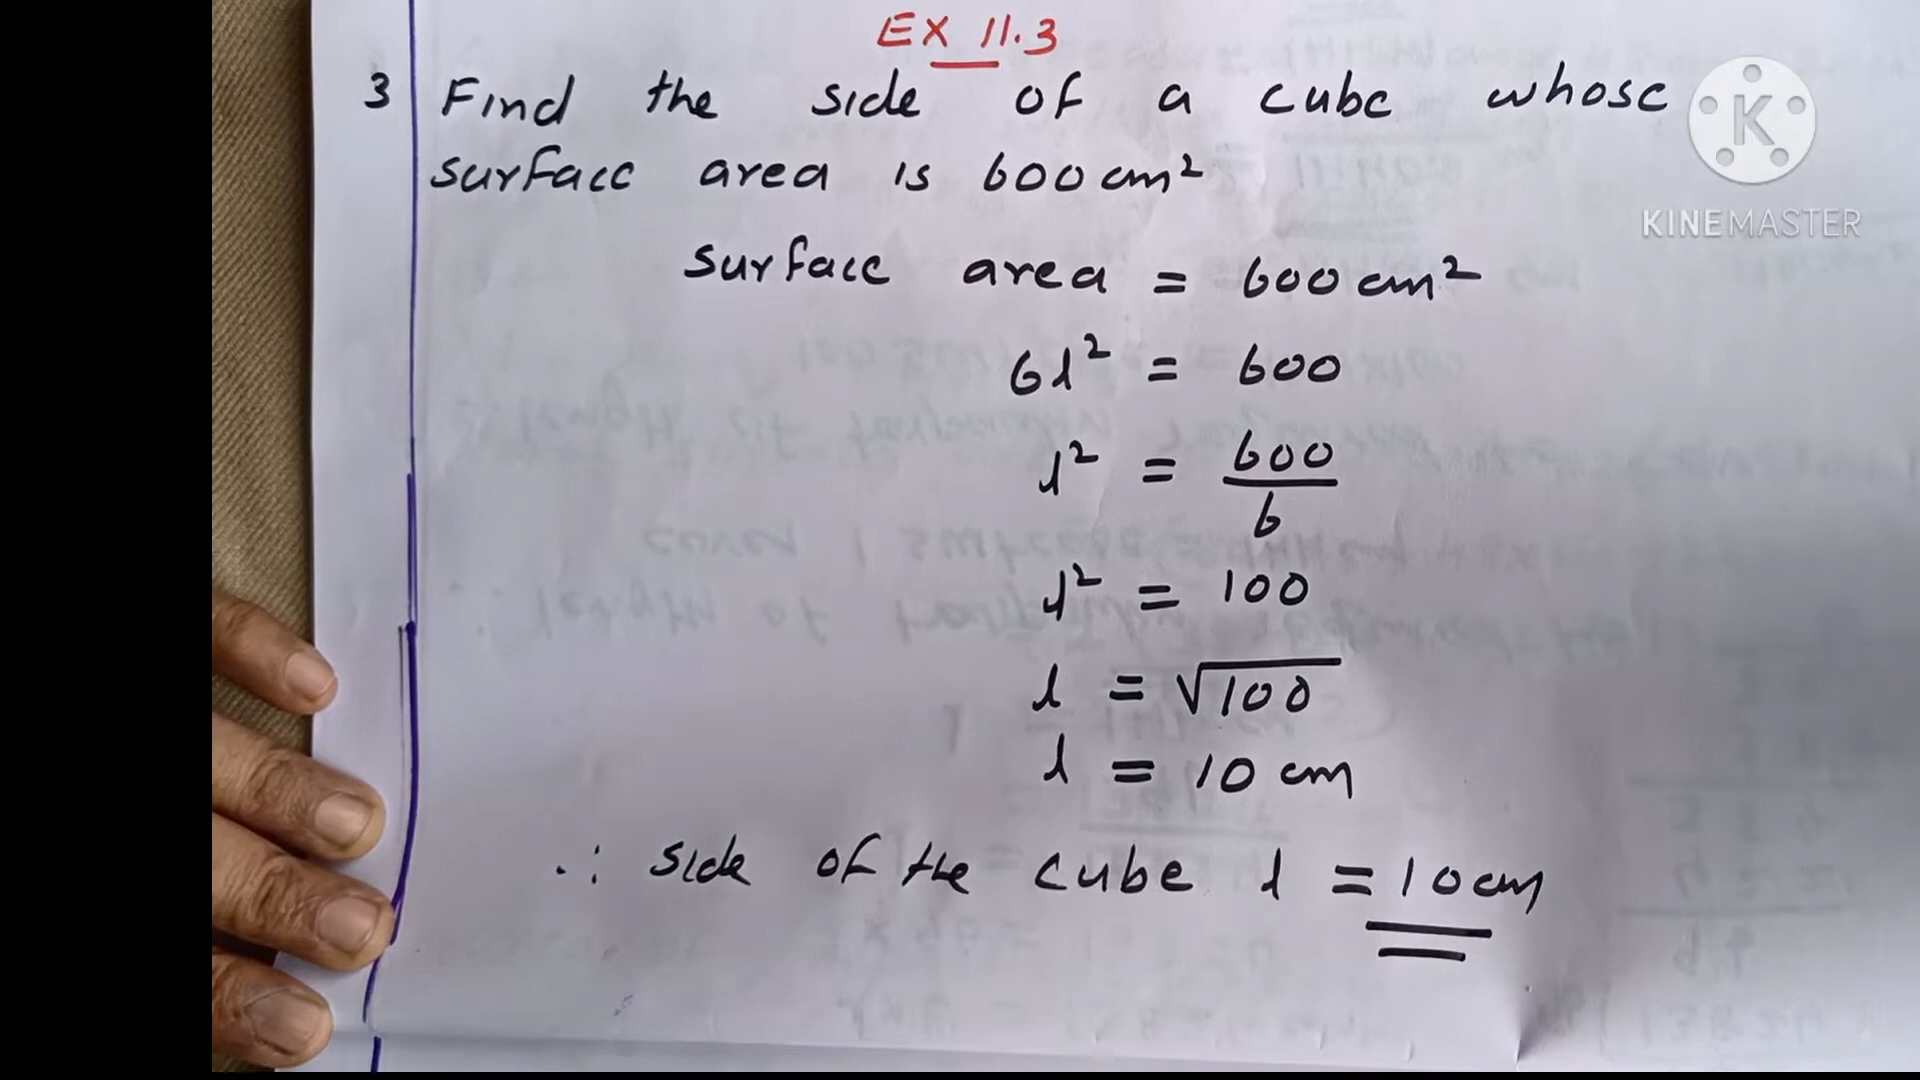 EX 11.3
3 Find the side of a cube whose
surface area is 600 cm²
surface area = 600 cm²
6l² = 600
l² = 600/6
l² = 100
l = √100
l = 10 cm
∴ side of the cube l = 10 cm
K
KINEMASTER